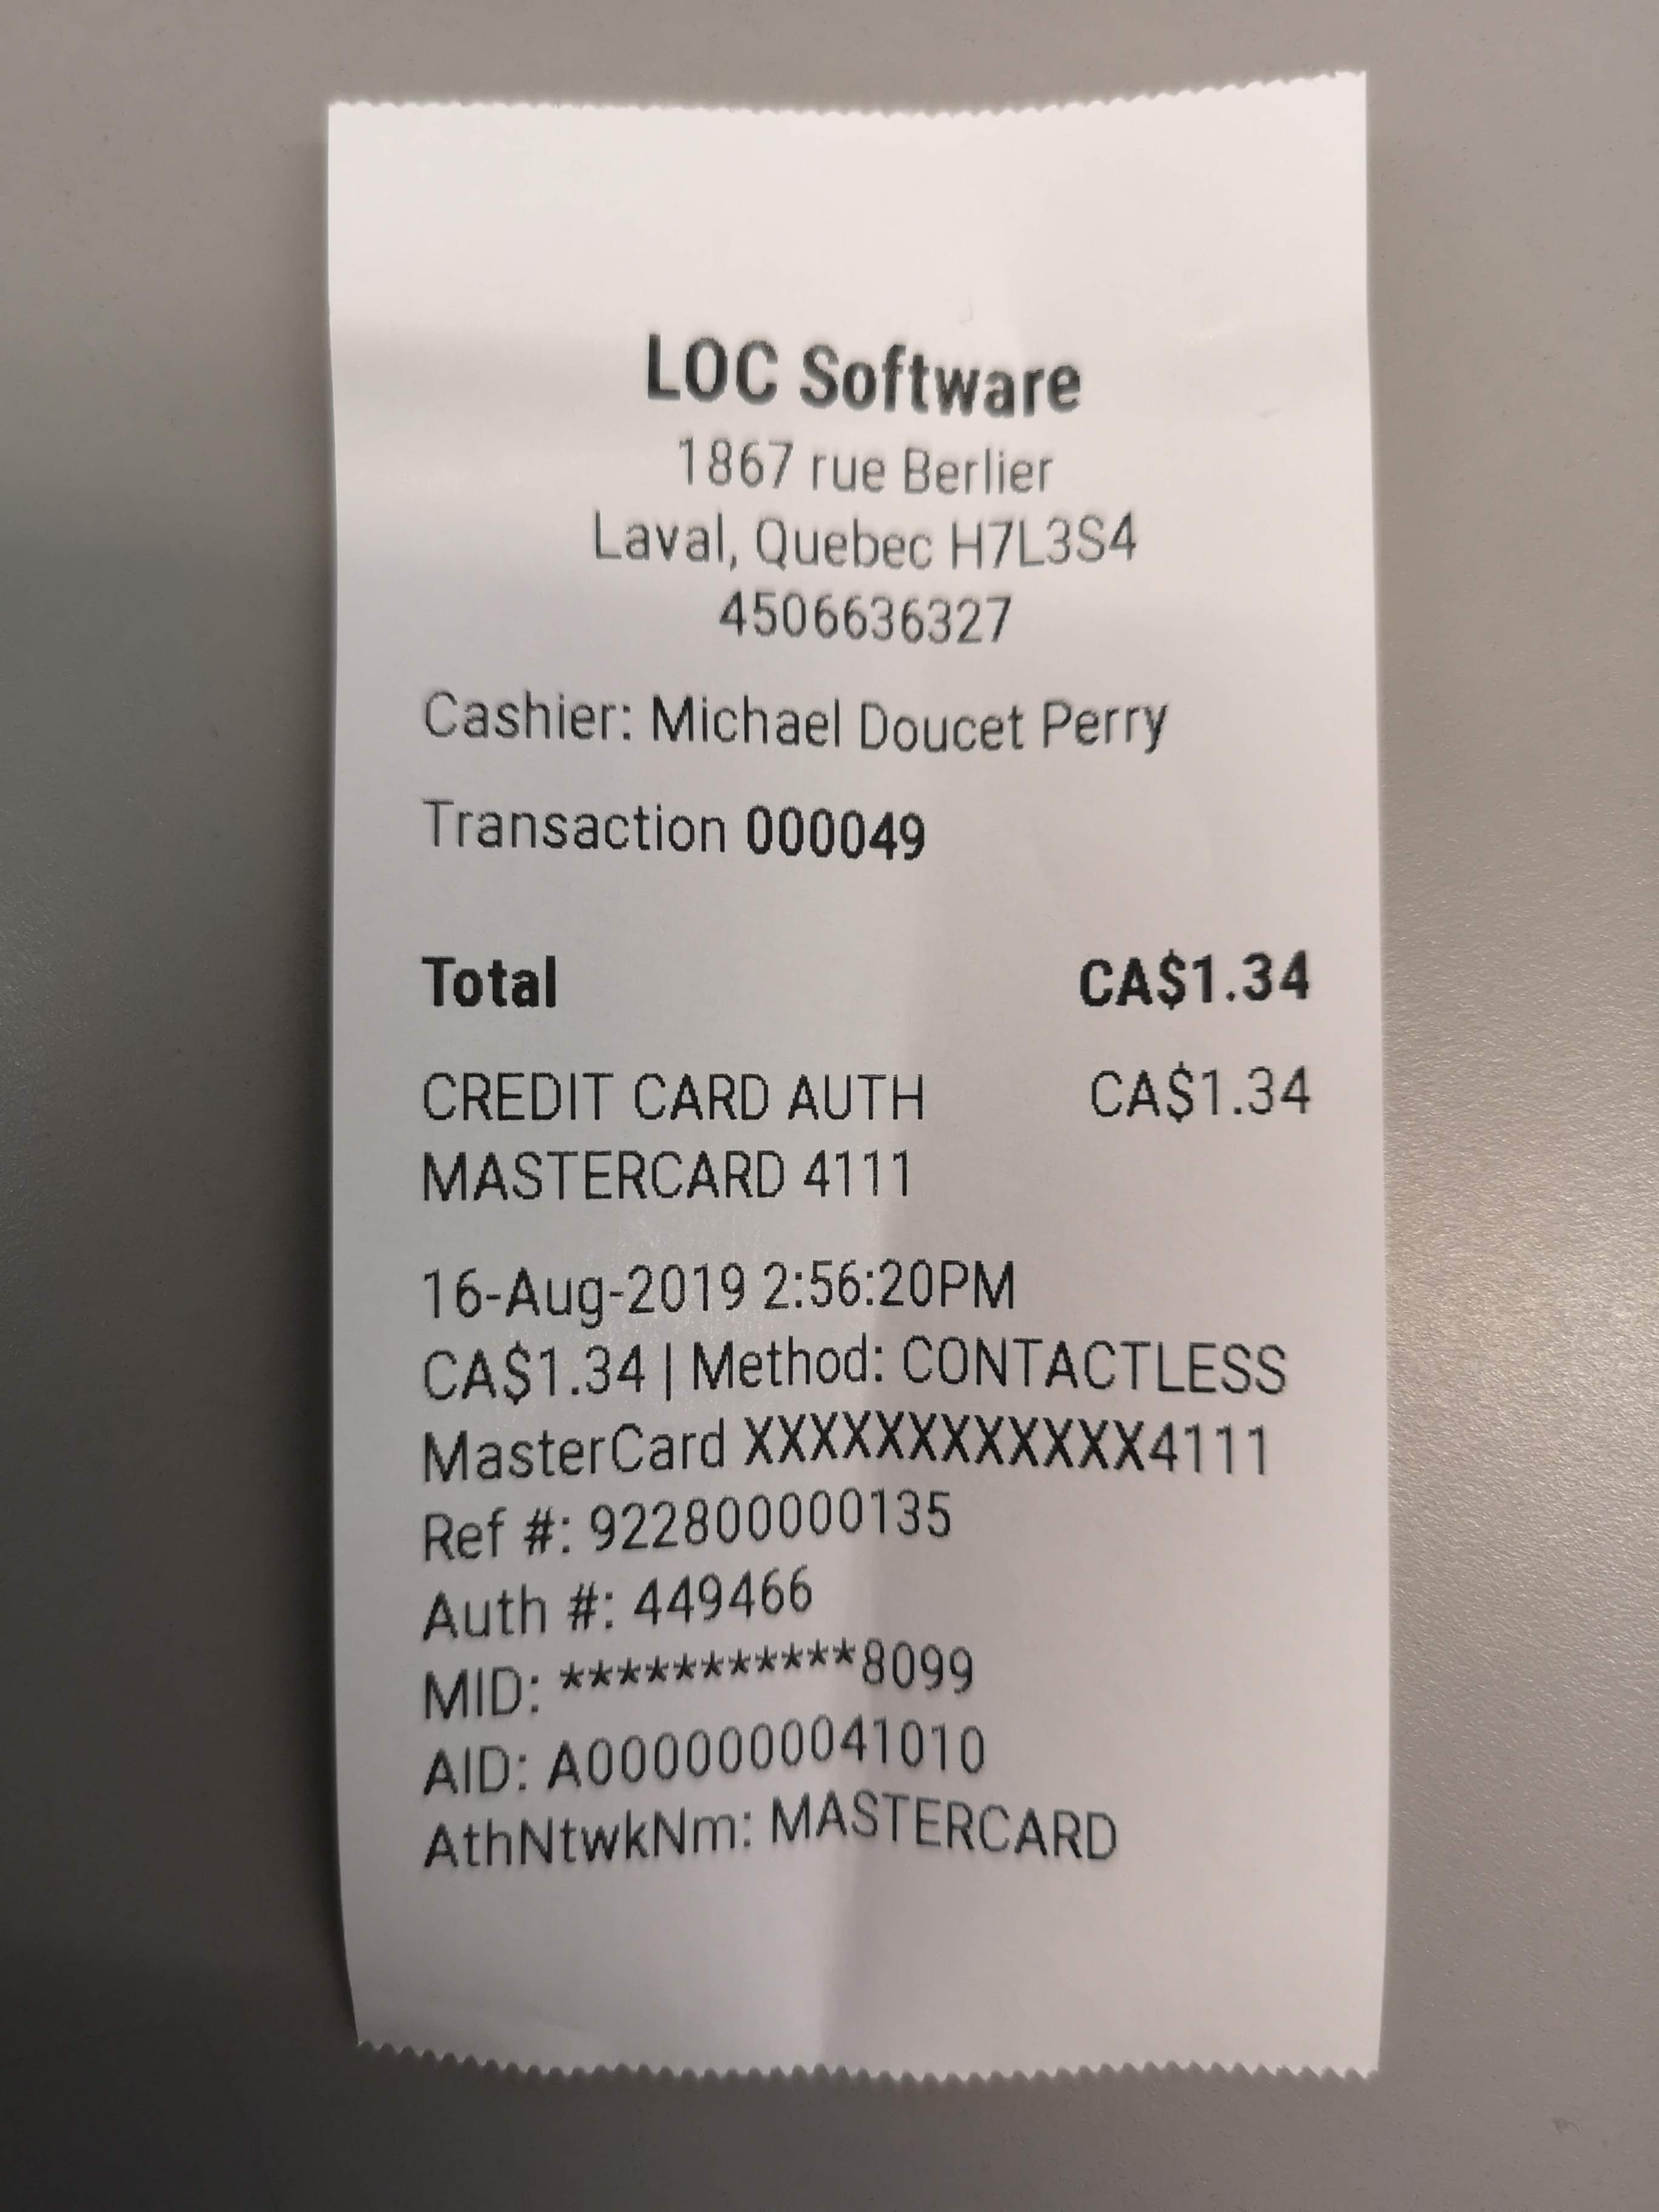 LOC Software
1867 rue Berlier
Laval, Quebec H7L3S4
4506636327
Cashier: Michael Doucet Perry
Transaction 000049
Total CA$1.34
CREDIT CARD AUTH CA$1.34
MASTERCARD 4111
16-Aug-2019 2:56:20PM
CA$1.34 | Method: CONTACTLESS
MasterCard XXXXXXXXXXXX4111
Ref #: 922800000135
Auth #: 449466
MID: ***********8099
AID: A0000000041010
AthNtwkNm: MASTERCARD